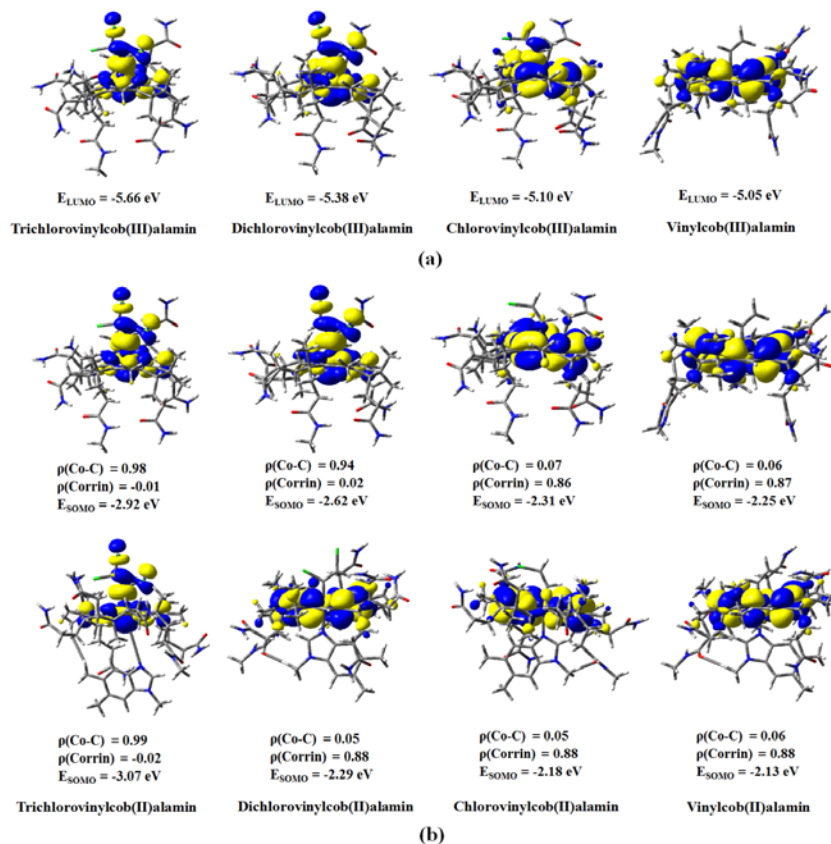 E_LUMO = -5.66 eV E_LUMO = -5.38 eV E_LUMO = -5.10 eV E_LUMO = -5.05 eV
Trichlorovinylcob(III)alamin Dichlorovinylcob(III)alamin Chlorovinylcob(III)alamin Vinylcob(III)alamin
(a)
ρ(Co-C) = 0.98 ρ(Co-C) = 0.94 ρ(Co-C) = 0.07 ρ(Co-C) = 0.06
ρ(Corrin) = -0.01 ρ(Corrin) = 0.02 ρ(Corrin) = 0.86 ρ(Corrin) = 0.87
E_SOMO = -2.92 eV E_SOMO = -2.62 eV E_SOMO = -2.31 eV E_SOMO = -2.25 eV
ρ(Co-C) = 0.99 ρ(Co-C) = 0.05 ρ(Co-C) = 0.05 ρ(Co-C) = 0.06
ρ(Corrin) = -0.02 ρ(Corrin) = 0.88 ρ(Corrin) = 0.88 ρ(Corrin) = 0.88
E_SOMO = -3.07 eV E_SOMO = -2.29 eV E_SOMO = -2.18 eV E_SOMO = -2.13 eV
Trichlorovinylcob(II)alamin Dichlorovinylcob(II)alamin Chlorovinylcob(II)alamin Vinylcob(II)alamin
(b)